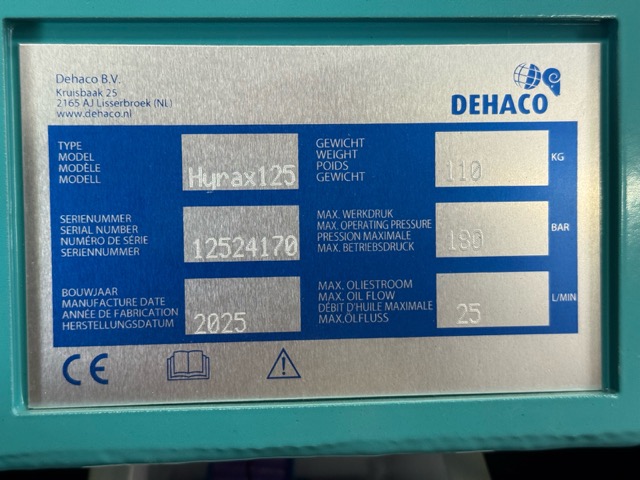 Dehaco B.V.
Kruisbaak 25
2165 AJ Lisserbroek (NL)
www.dehaco.nl
DEHACO
TYPE
MODEL
MODÈLE
MODELL
Hyrax125
GEWICHT
WEIGHT
POIDS
GEWICHT
110
KG
SERIENUMMER
SERIAL NUMBER
NUMÉRO DE SÉRIE
SERIENNUMMER
12524170
MAX. WERKDRUK
MAX. OPERATING PRESSURE
PRESSION MAXIMALE
MAX. BETRIEBSDRUCK
180
BAR
BOUWJAAR
MANUFACTURE DATE
ANNÉE DE FABRICATION
HERSTELLUNGSDATUM
2025
MAX. OLIESTROOM
MAX. OIL FLOW
DÉBIT D'HUILE MAXIMALE
MAX.ÖLFLUSS
25
L/MIN
CE